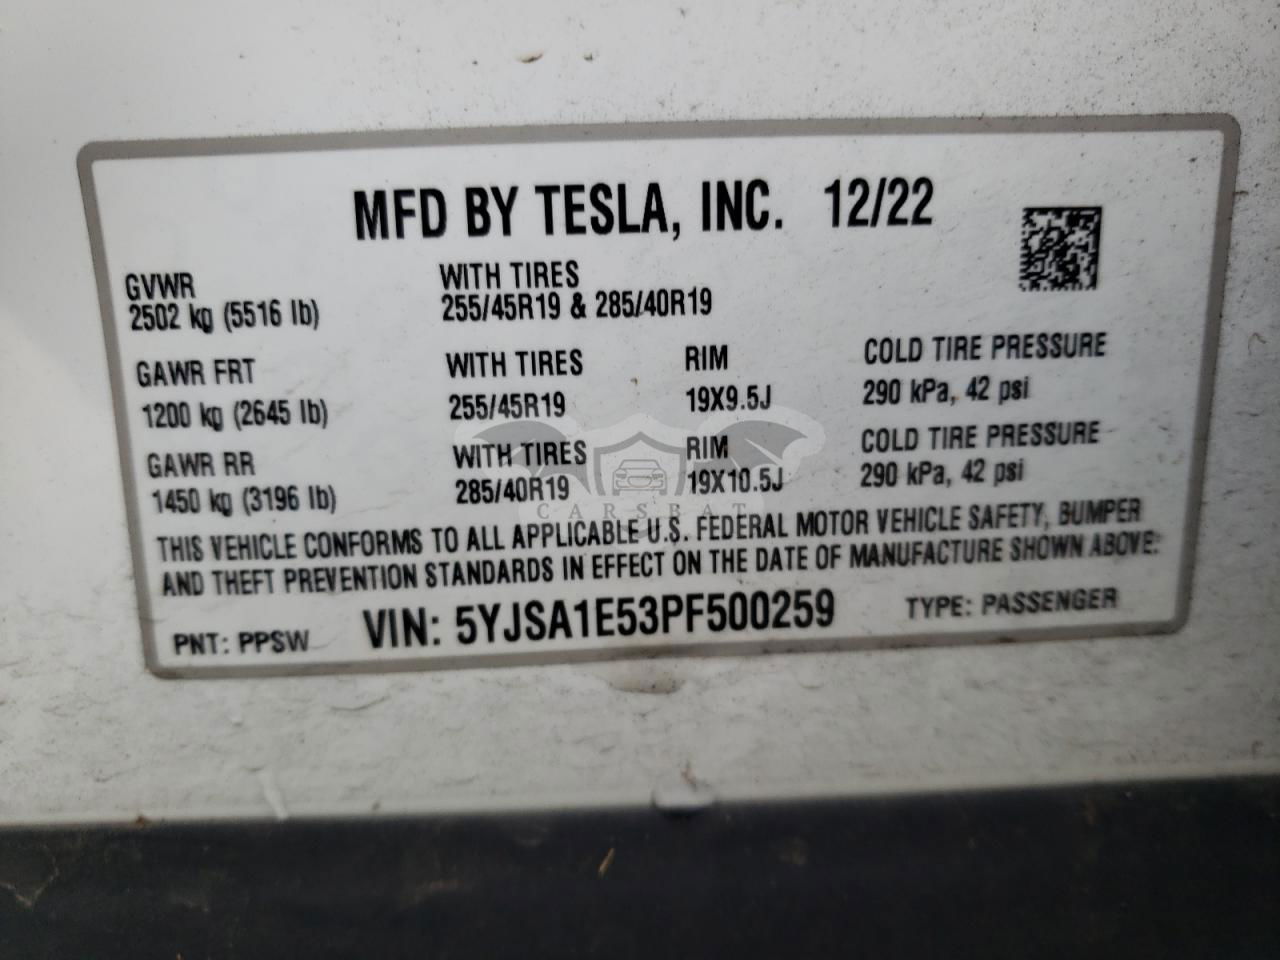 MFD BY TESLA, INC. 12/22
GVWR
2502 kg (5516 lb)
WITH TIRES
255/45R19 & 285/40R19
GAWR FRT
1200 kg (2645 lb)
WITH TIRES
255/45R19
RIM
19X9.5J
COLD TIRE PRESSURE
290 kPa, 42 psi
GAWR RR
1450 kg (3196 lb)
WITH TIRES
285/40R19
RIM
19X10.5J
COLD TIRE PRESSURE
290 kPa, 42 psi
CARSBAT
THIS VEHICLE CONFORMS TO ALL APPLICABLE U.S. FEDERAL MOTOR VEHICLE SAFETY, BUMPER
AND THEFT PREVENTION STANDARDS IN EFFECT ON THE DATE OF MANUFACTURE SHOWN ABOVE:
PNT: PPSW VIN: 5YJSA1E53PF500259 TYPE: PASSENGER